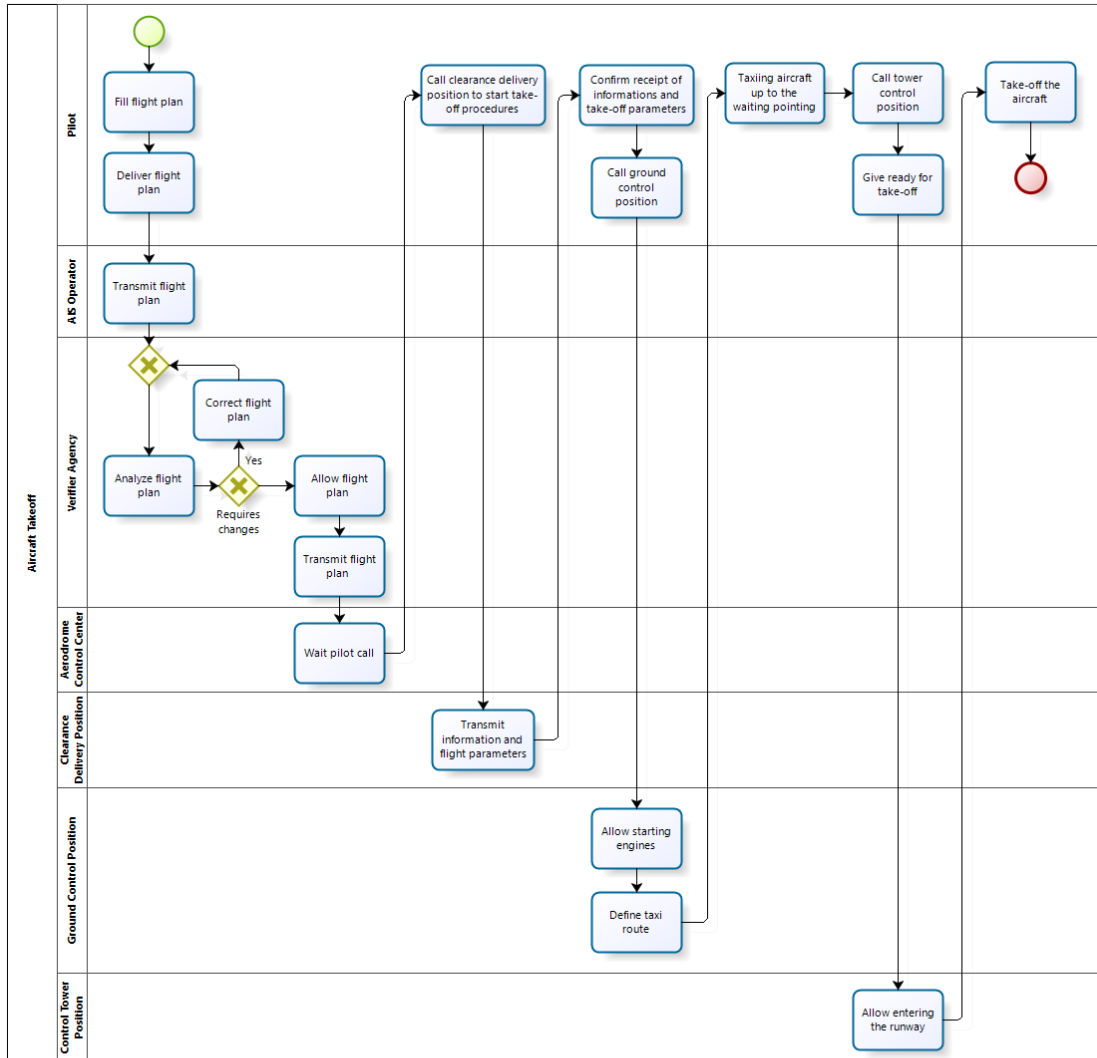 Aircraft Takeoff
Pilot
Fill flight plan
Deliver flight
plan
Call clearance delivery
position to start take-
off procedures
Confirm receipt of
informations and
take-off parameters
Call ground
control
position
Taxiing aircraft
up to the
waiting pointing
Call tower
control
position
Give ready for
take-off
Take-off the
aircraft
AIS Operator
Transmit flight
plan
Verifier Agency
Correct flight
plan
Analyze flight
plan
Yes
Requires
changes
Allow flight
plan
Transmit flight
plan
Aerodrome
Control Center
Wait pilot call
Clearance
Delivery Position
Transmit
information and
flight parameters
Ground Control Position
Allow starting
engines
Define taxi
route
Control Tower
Position
Allow entering
the runway